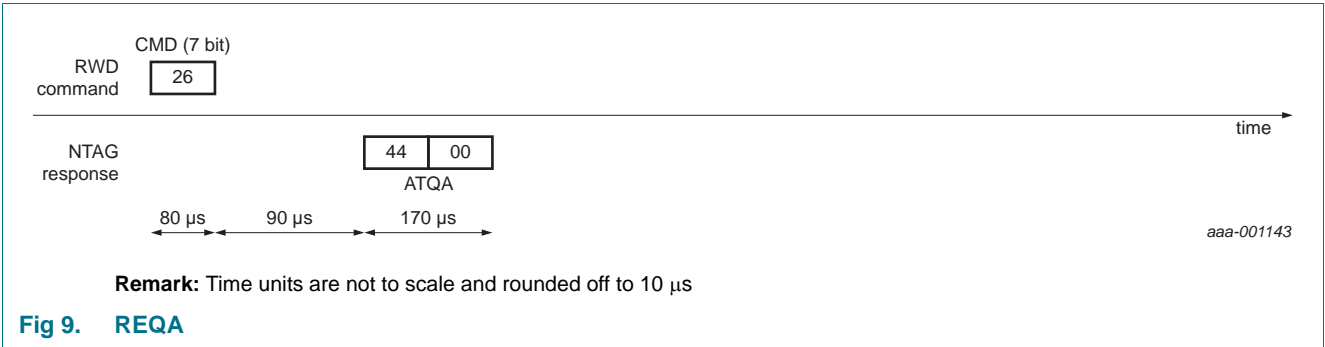 CMD (7 bit)
RWD
command
26
time
NTAG
response
44 00
ATQA
80 µs 90 µs 170 µs
aaa-001143
Remark: Time units are not to scale and rounded off to 10 µs
Fig 9. REQA